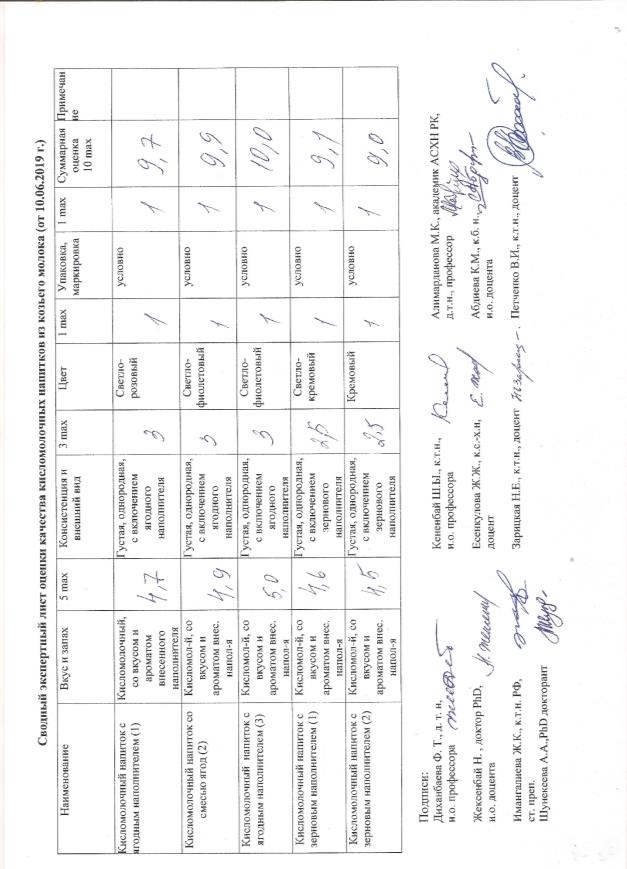 Сводный экспертный лист оценки качества кисломолочных напитков из козьего молока (от 10.06.2019 г.)
Наименование Вкус и запах 5 max Консистенция и внешний вид 3 max Цвет 1 max Упаковка, маркировка 1 max Суммарная оценка 10 max Примечан ие
Кисломолочный напиток с ягодным наполнителем (1) Кисломолочный, со вкусом и ароматом внесенного наполнителя 4,7 Густая, однородная, с включением ягодного наполнителя 3 Светло-розовый 1 условно 1 9,7
Кисломолочный напиток со смесью ягод (2) Кисломол-й, со вкусом и ароматом внес. напол-я 4,9 Густая, однородная, с включением ягодного наполнителя 3 Светло-фиолетовый 1 условно 1 9,9
Кисломолочный напиток с ягодным наполнителем (3) Кисломол-й, со вкусом и ароматом внес. напол-я 5,0 Густая, однородная, с включением ягодного наполнителя 3 Светло-фиолетовый 1 условно 1 10,0
Кисломолочный напиток с зерновым наполнителем (1) Кисломол-й, со вкусом и ароматом внес. напол-я 4,6 Густая, однородная, с включением зернового наполнителя 2,5 Светло-кремовый 1 условно 1 9,1
Кисломолочный напиток с зерновым наполнителем (2) Кисломол-й, со вкусом и ароматом внес. напол-я 4,5 Густая, однородная, с включением зернового наполнителя 2,5 Кремовый 1 условно 1 9,0
Подписи:
Диханбаева Ф. Т., д. т. н,
и.о. профессора
Кененбай Ш.Ы., к.т.н.,
и.о. профессора
Алимарданова М.К., академик АСХН РК,
д.т.н., профессор
Жексенбай Н. , доктор PhD,
и.о. доцента
Есенкулова Ж.Ж., к.с.-х.н,
доцент
Абдиева К.М., к.б. н.
и.о. доцента
Имангалиева Ж.К., к.т.н. РФ,
ст. преп.
Зарицкая Н.Е., к.т.н., доцент
Петченко В.И., к.т.н., доцент
Шунекеева А.А.,PhD докторант